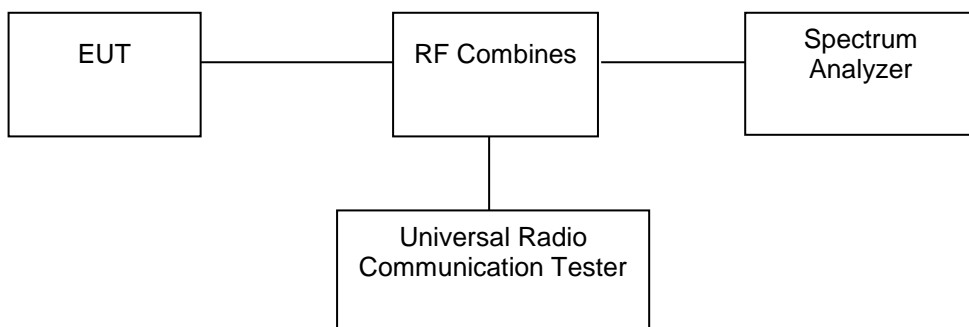 EUT
RF Combines
Spectrum
Analyzer
Universal Radio
Communication Tester